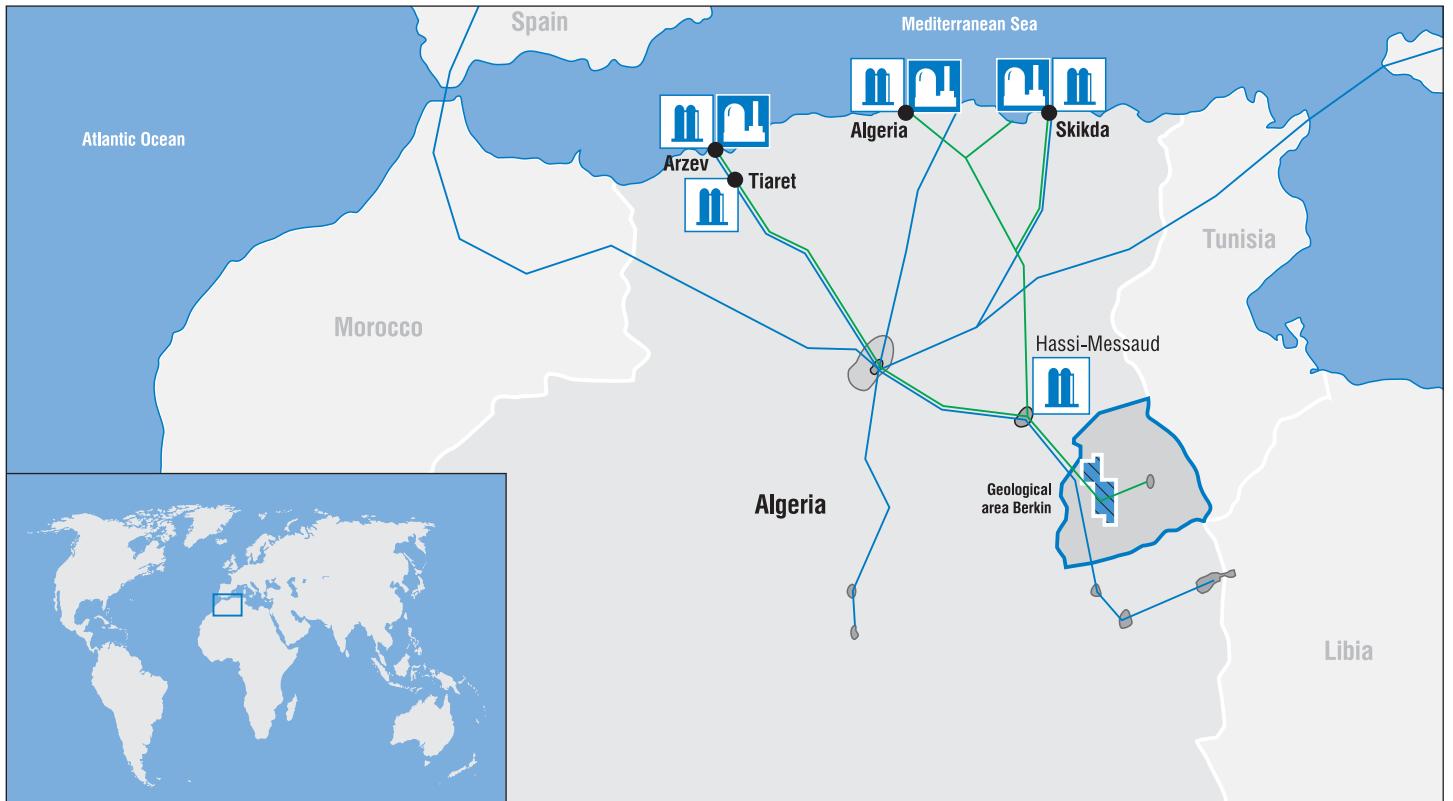 Spain
Mediterranean Sea
Atlantic Ocean
Algeria
Skikda
Arzev
Tiaret
Tunisia
Morocco
Hassi-Messaud
Geological
area Berkin
Algeria
Libia